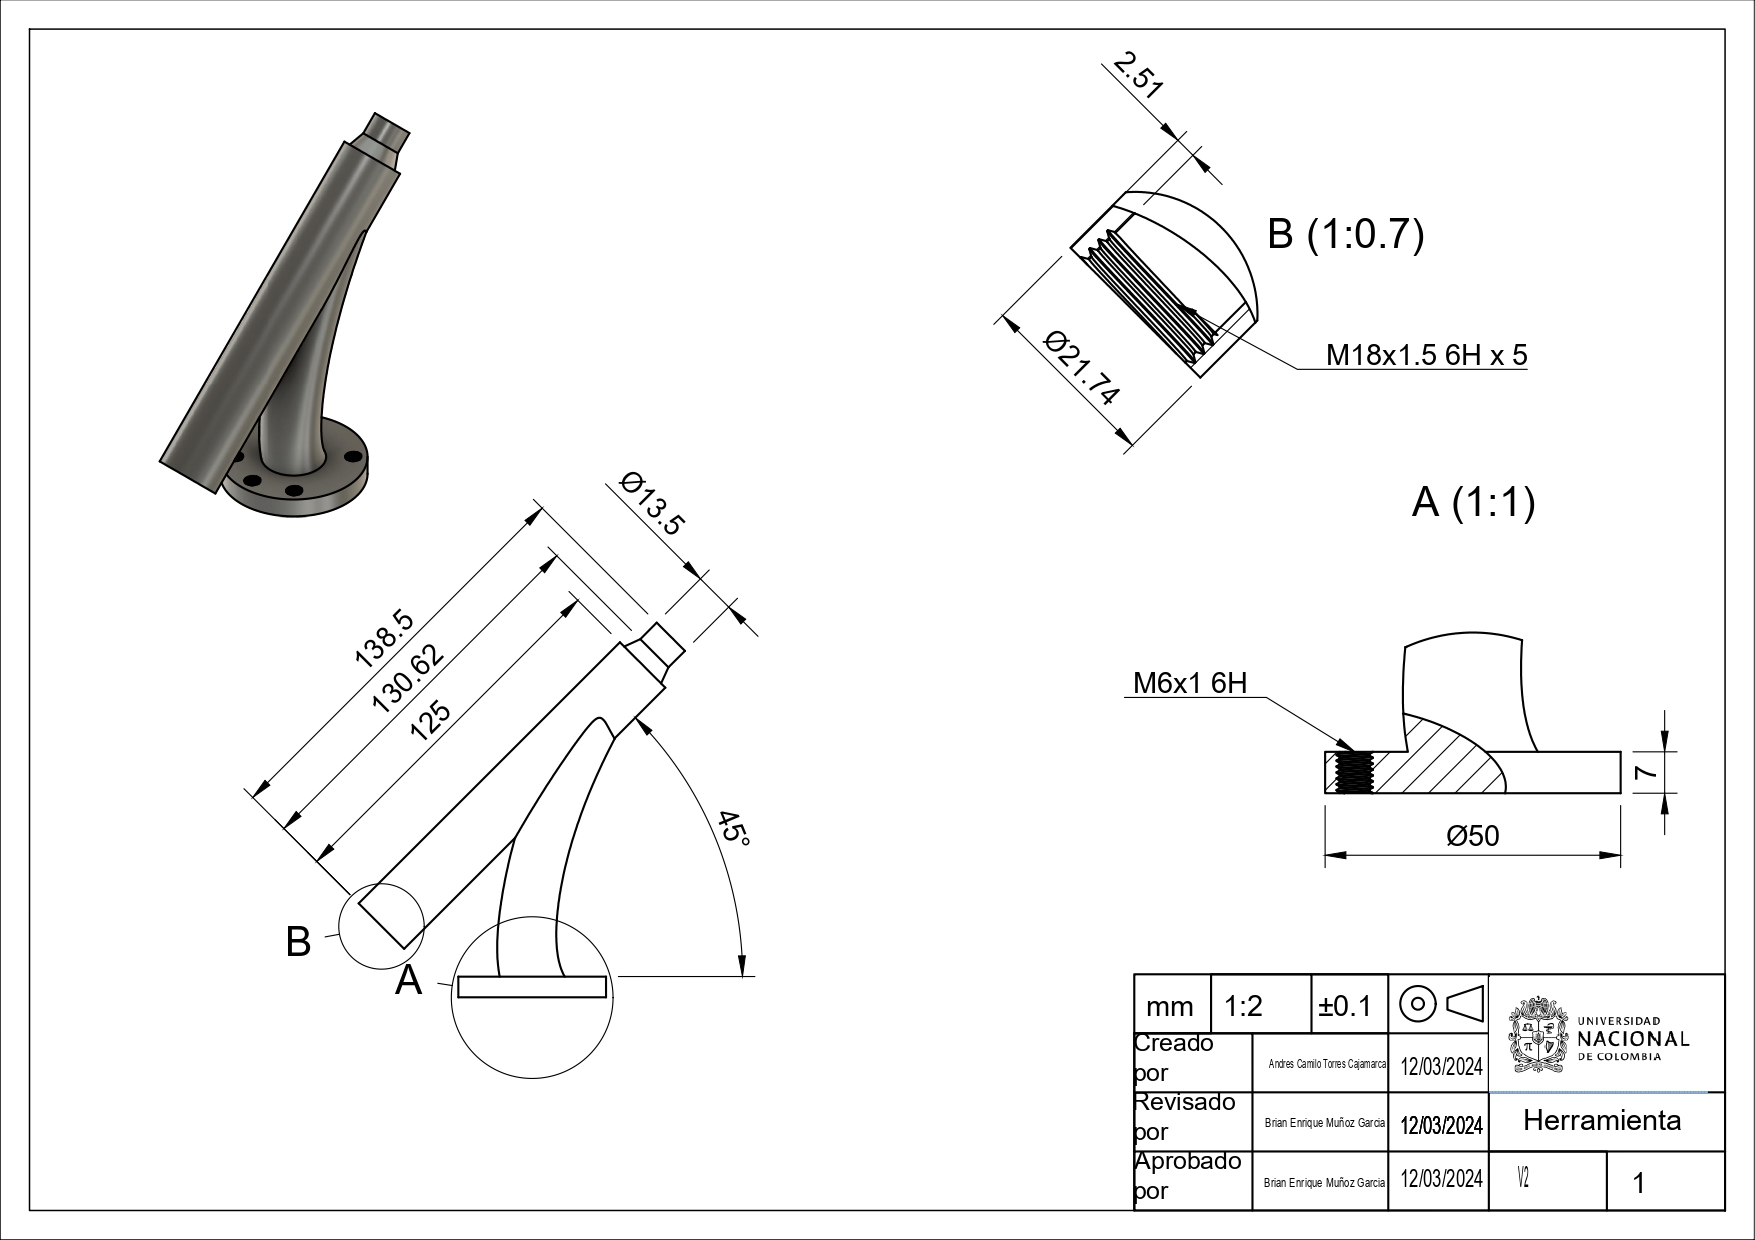 2.51
B (1:0.7)
Ø21.74
M18x1.5 6H x 5
A (1:1)
Ø13.5
138.5
130.62
125
45°
B
A
M6x1 6H
7
Ø50
mm 1:2 ±0.1
UNIVERSIDAD
NACIONAL
DE COLOMBIA
Creado
por
Andres Camilo Torres Cajamarca 12/03/2024
Revisado
por
Brian Enrique Muñoz Garcia 12/03/2024
Herramienta
Aprobado
por
Brian Enrique Muñoz Garcia 12/03/2024
V2
1